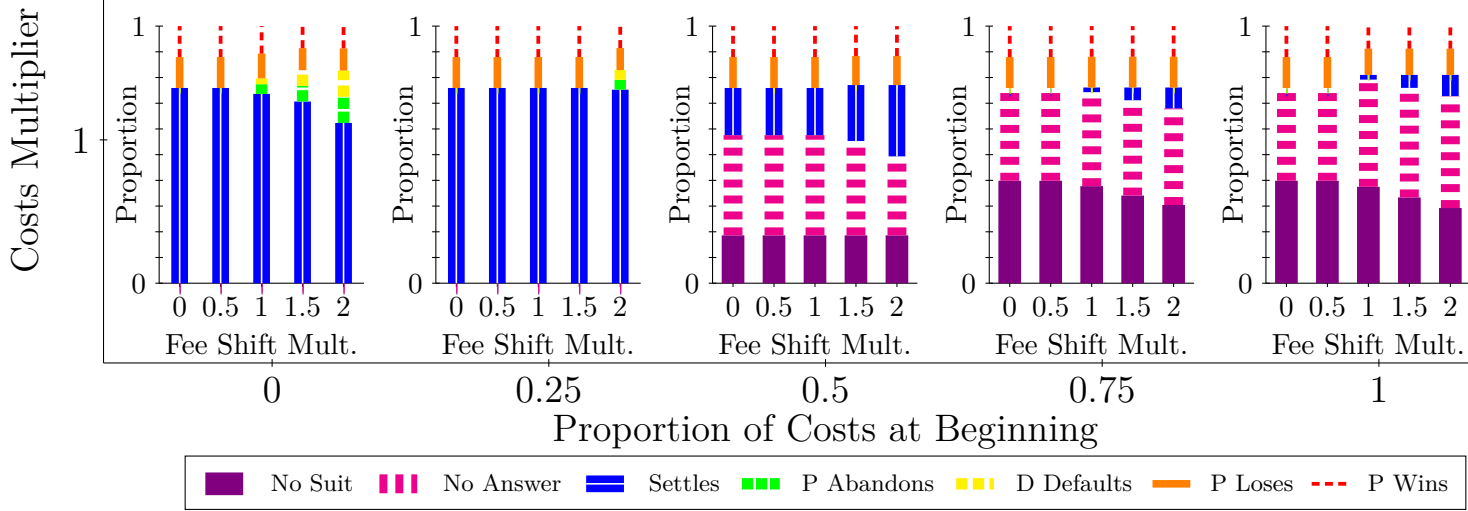 Costs Multiplier
1
1
Proportion
0
0 0.5 1 1.5 2
Fee Shift Mult.
1
Proportion
0
0 0.5 1 1.5 2
Fee Shift Mult.
1
Proportion
0
0 0.5 1 1.5 2
Fee Shift Mult.
1
Proportion
0
0 0.5 1 1.5 2
Fee Shift Mult.
1
Proportion
0
0 0.5 1 1.5 2
Fee Shift Mult.
0 0.25 0.5 0.75 1
Proportion of Costs at Beginning
No Suit No Answer Settles P Abandons D Defaults P Loses P Wins